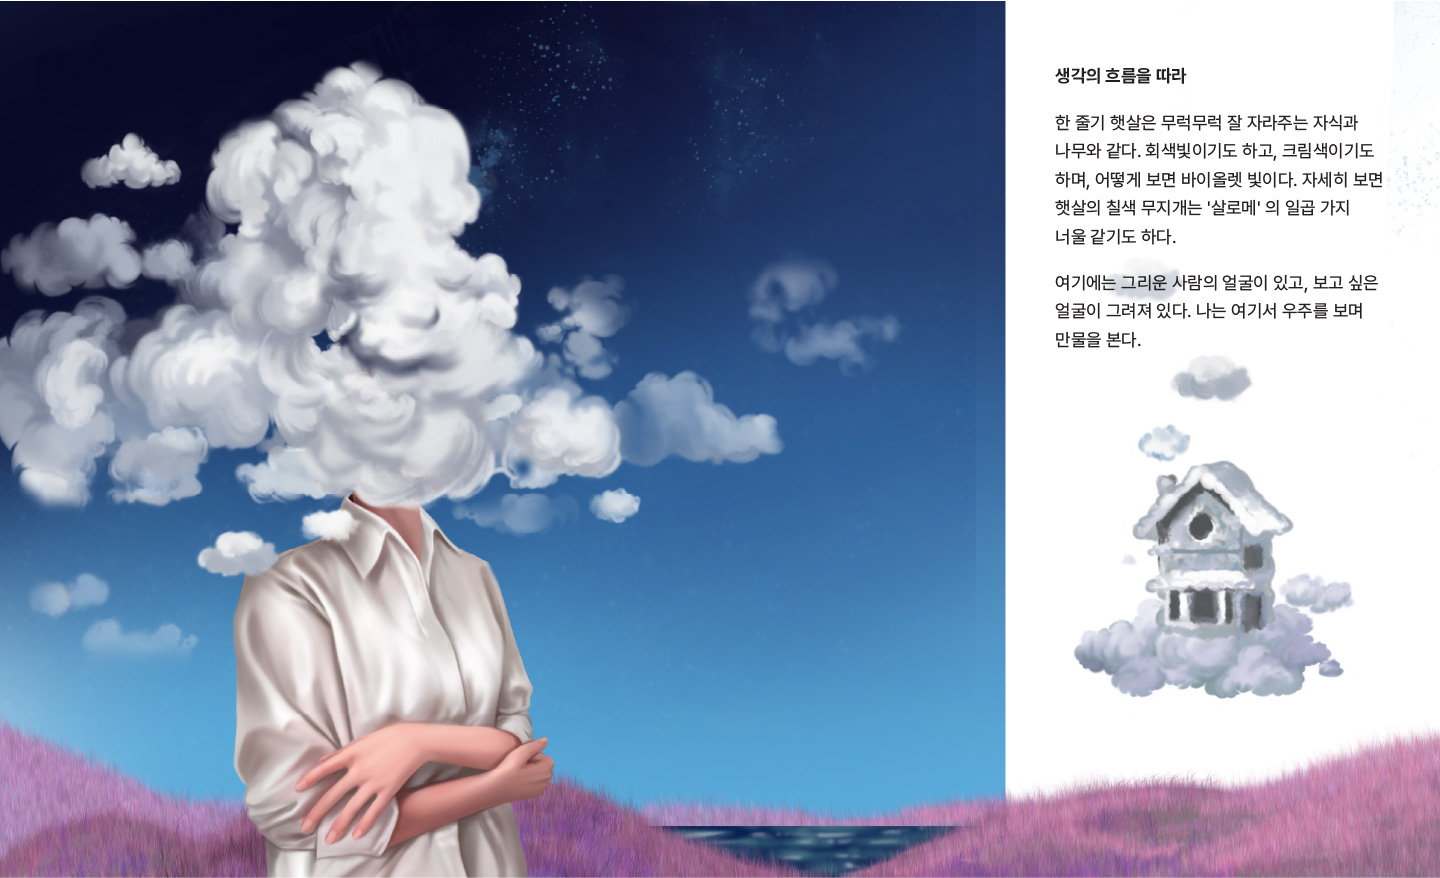 생각의 흐름을 따라
한 줄기 햇살은 무럭무럭 잘 자라주는 자식과
나무와 같다. 회색빛이기도 하고, 크림색이기도
하며, 어떻게 보면 바이올렛 빛이다. 자세히 보면
햇살의 칠색 무지개는 '살로메' 의 일곱 가지
너울 같기도 하다.
여기에는 그리운 사람의 얼굴이 있고, 보고 싶은
얼굴이 그려져 있다. 나는 여기서 우주를 보며
만물을 본다.